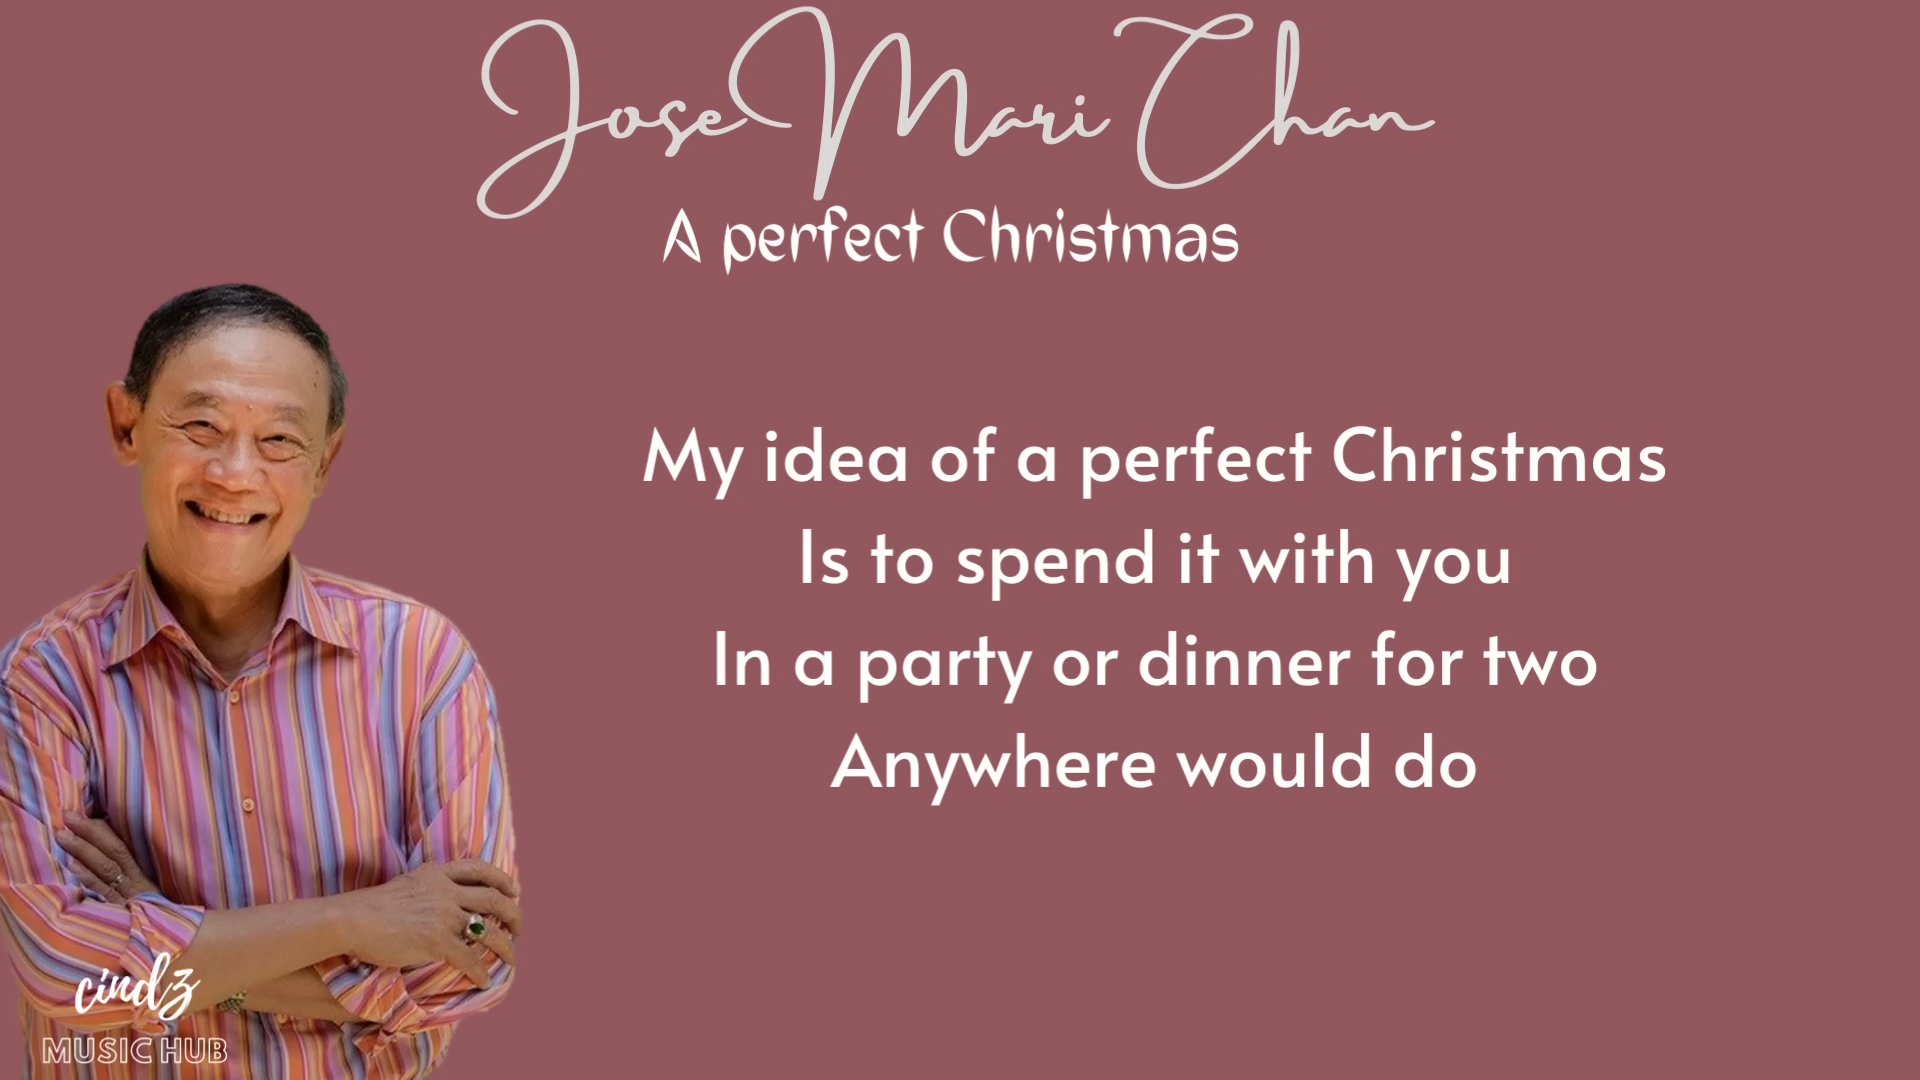 Jose Mari Chan
A perfect Christmas
My idea of a perfect Christmas
Is to spend it with you
In a party or dinner for two
Anywhere would do
cindz
MUSIC HUB